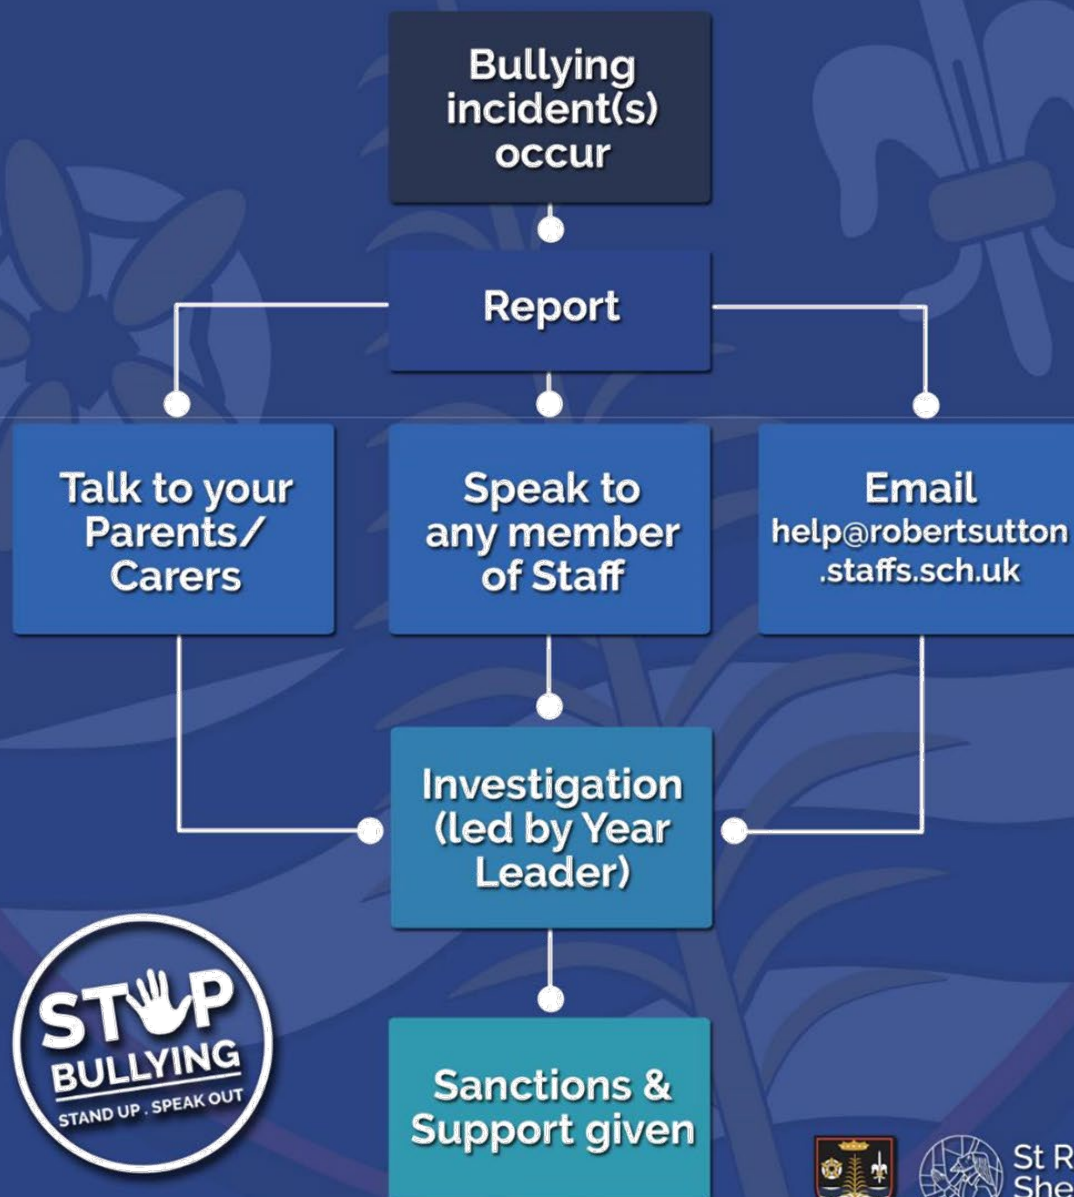 Bullying
incident(s)
occur
Report
Talk to your
Parents/
Carers
Speak to
any member
of Staff
Email
help@robertsutton
.staffs.sch.uk
Investigation
(led by Year
Leader)
Sanctions &
Support given
STOP
BULLYING
STAND UP . SPEAK OUT
St R
She